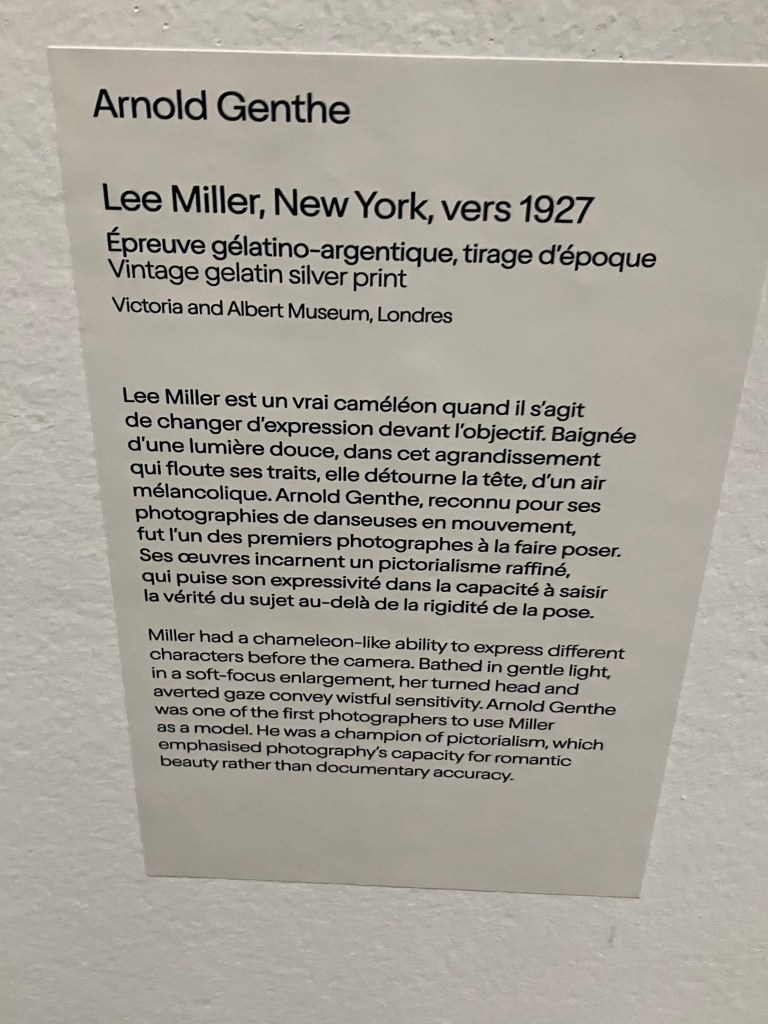 Arnold Genthe
Lee Miller, New York, vers 1927
Épreuve gélatino-argentique, tirage d'époque
Vintage gelatin silver print
Victoria and Albert Museum, Londres
Lee Miller est un vrai caméléon quand il s'agit
de changer d'expression devant l'objectif. Baignée
d'une lumière douce, dans cet agrandissement
qui floute ses traits, elle détourne la tête, d'un air
mélancolique. Arnold Genthe, reconnu pour ses
photographies de danseuses en mouvement,
fut l'un des premiers photographes à la faire poser.
Ses œuvres incarnent un pictorialisme raffiné,
qui puise son expressivité dans la capacité à saisir
la vérité du sujet au-delà de la rigidité de la pose.
Miller had a chameleon-like ability to express different
characters before the camera. Bathed in gentle light,
in a soft-focus enlargement, her turned head and
averted gaze convey wistful sensitivity. Arnold Genthe
was one of the first photographers to use Miller
as a model. He was a champion of pictorialism, which
emphasised photography's capacity for romantic
beauty rather than documentary accuracy.